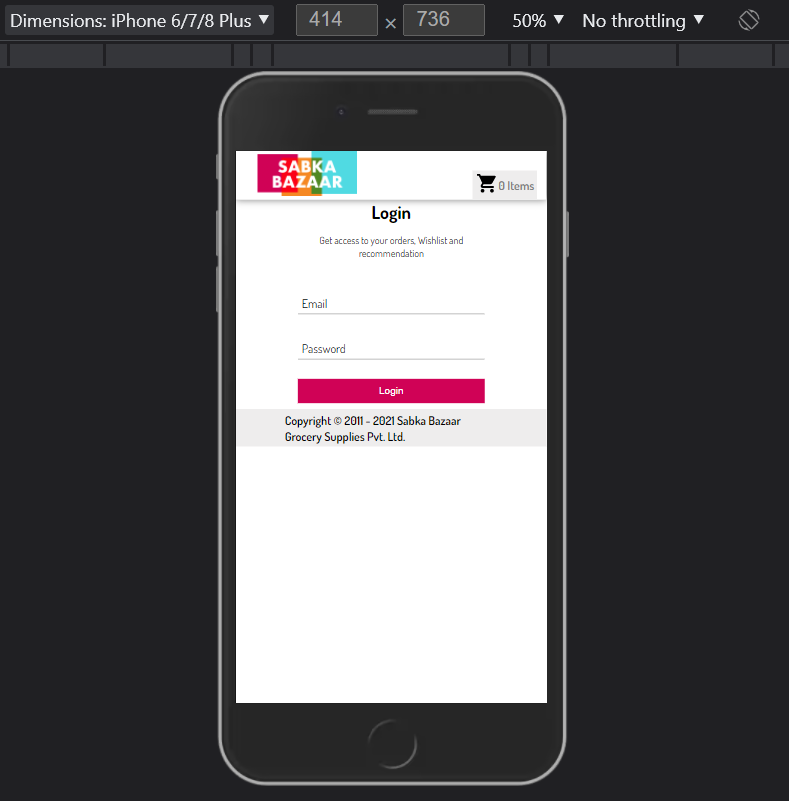 Dimensions: iPhone 6/7/8 Plus ▼ 414 × 736 50% ▼ No throttling ▼
SABKA
BAZAAR
0 Items
Login
Get access to your orders, Wishlist and
recommendation
Email
Password
Login
Copyright © 2011 - 2021 Sabka Bazaar
Grocery Supplies Pvt. Ltd.